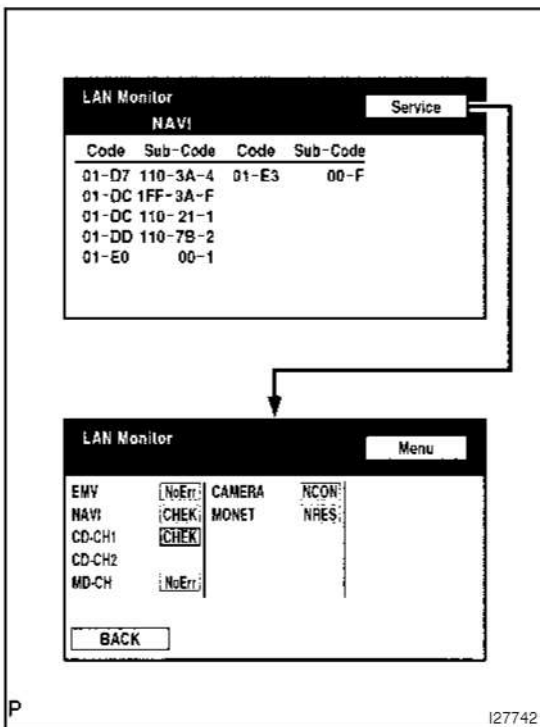 LAN Monitor
Service
NAVI
Code Sub-Code Code Sub-Code
01-D7 110-3A-4 01-E3 00-F
01-DC 1FF-3A-F
01-DC 110-21-1
01-DD 110-7B-2
01-E0 00-1
LAN Monitor
Menu
EMV NoErr CAMERA NCON
NAVI CHEK MONET NRES
CD-CH1 CHEK
CD-CH2
MD-CH NoErr
BACK
P
I27742